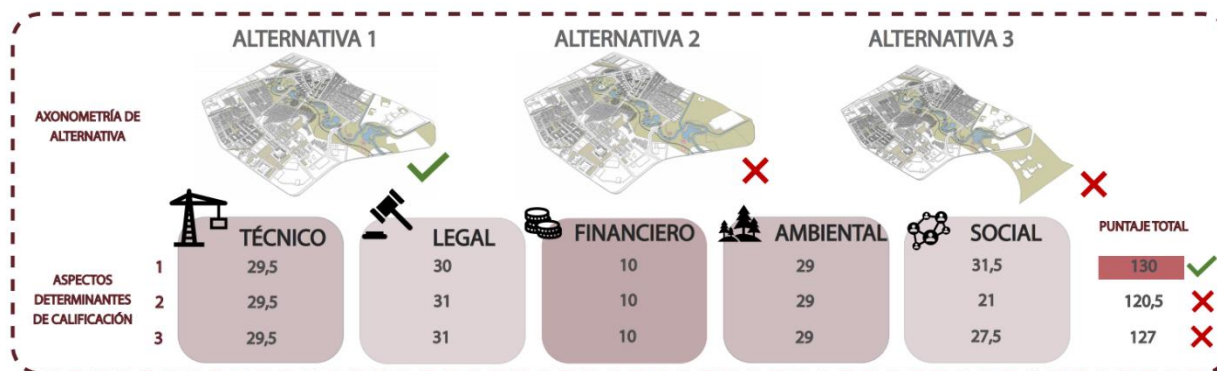 ALTERNATIVA 1 ALTERNATIVA 2 ALTERNATIVA 3
AXONOMETRÍA DE
ALTERNATIVA
TÉCNICO LEGAL FINANCIERO AMBIENTAL SOCIAL PUNTAJE TOTAL
ASPECTOS
DETERMINANTES
DE CALIFICACIÓN
1 29,5 30 10 29 31,5 130
2 29,5 31 10 29 21 120,5
3 29,5 31 10 29 27,5 127